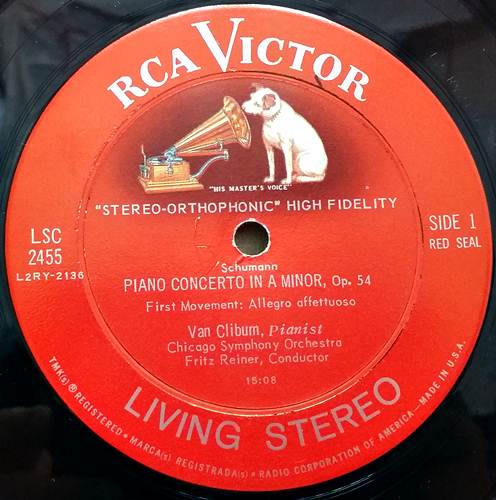 RCA VICTOR
"HIS MASTER'S VOICE"
"STEREO-ORTHOPHONIC" HIGH FIDELITY
LSC
2455
L2RY-2136
SIDE 1
RED SEAL
Schumann
PIANO CONCERTO IN A MINOR, Op. 54
First Movement: Allegro affettuoso
Van Cliburn, Pianist
Chicago Symphony Orchestra
Fritz Reiner, Conductor
15:08
LIVING STEREO
TMK(s) ® REGISTERED • MARCA(s) REGISTRADA(s) • RADIO CORPORATION OF AMERICA — MADE IN U.S.A.